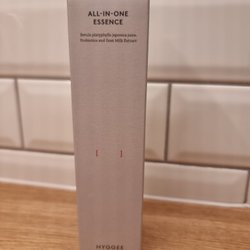 ALL-IN-ONE
ESSENCE
Betula platyphylla japonica juice,
Probiotics and Goat Milk Extract
[ ]
HYGGEE